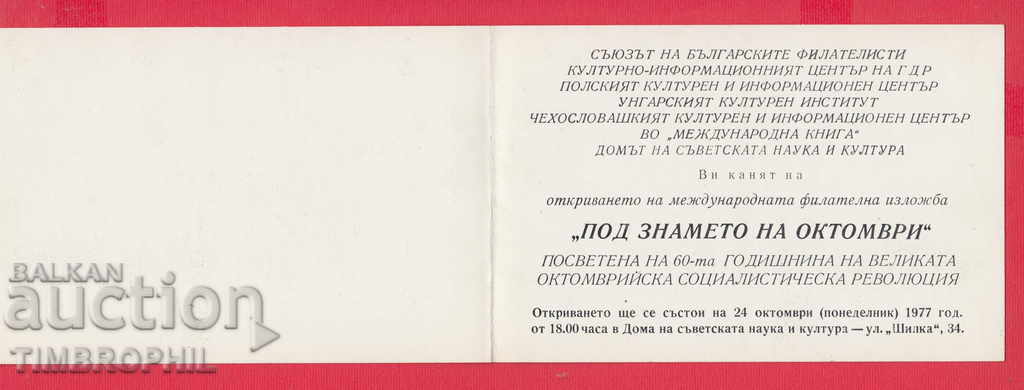 СЪЮЗЪТ НА БЪЛГАРСКИТЕ ФИЛАТЕЛИСТИ
КУЛТУРНО-ИНФОРМАЦИОННИЯТ ЦЕНТЪР НА ГДР
ПОЛСКИЯТ КУЛТУРЕН И ИНФОРМАЦИОНЕН ЦЕНТЪР
УНГАРСКИЯТ КУЛТУРЕН ИНСТИТУТ
ЧЕХОСЛОВАШКИЯТ КУЛТУРЕН И ИНФОРМАЦИОНЕН ЦЕНТЪР
ВО „МЕЖДУНАРОДНА КНИГА“
ДОМЪТ НА СЪВЕТСКАТА НАУКА И КУЛТУРА
Ви канят на
откриването на международната филателна изложба
„ПОД ЗНАМЕТО НА ОКТОМВРИ“
ПОСВЕТЕНА НА 60-та ГОДИШНИНА НА ВЕЛИКАТА
ОКТОМВРИЙСКА СОЦИАЛИСТИЧЕСКА РЕВОЛЮЦИЯ
Откриването ще се състои на 24 октомври (понеделник) 1977 год.
от 18.00 часа в Дома на съветската наука и култура — ул. „Шипка“, 34.
BALKAN
auction
TIMBROPHIL